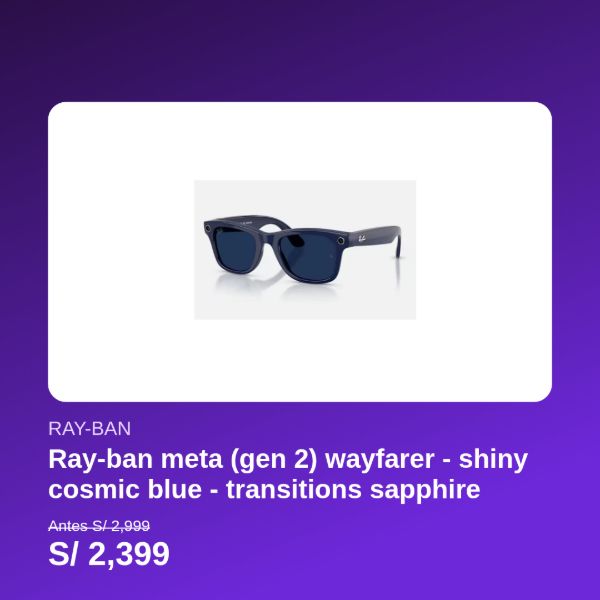 RAY-BAN
Ray-ban meta (gen 2) wayfarer - shiny
cosmic blue - transitions sapphire
Antes S/ 2,999
S/ 2,399